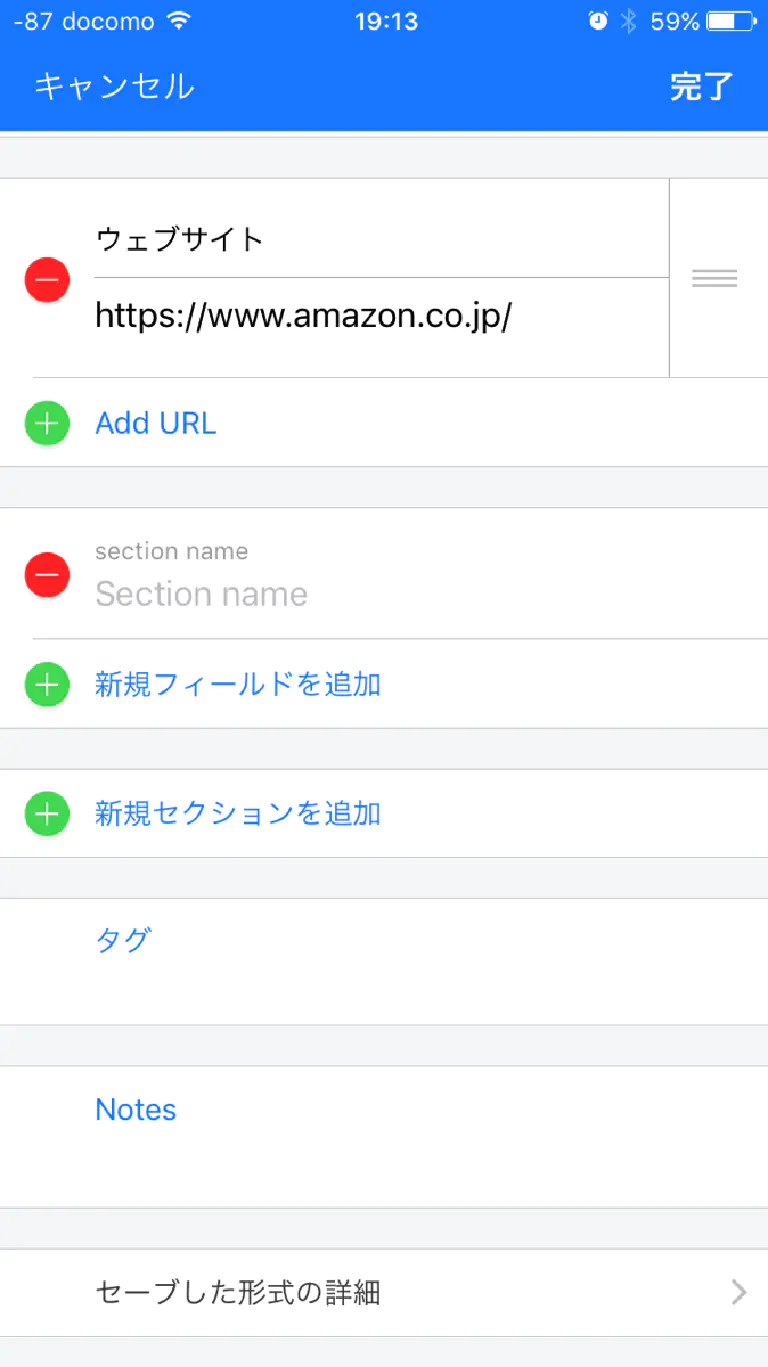 -87 docomo 19:13 59%
キャンセル 完了
ウェブサイト
https://www.amazon.co.jp/
Add URL
section name
Section name
新規フィールドを追加
新規セクションを追加
タグ
Notes
セーブした形式の詳細